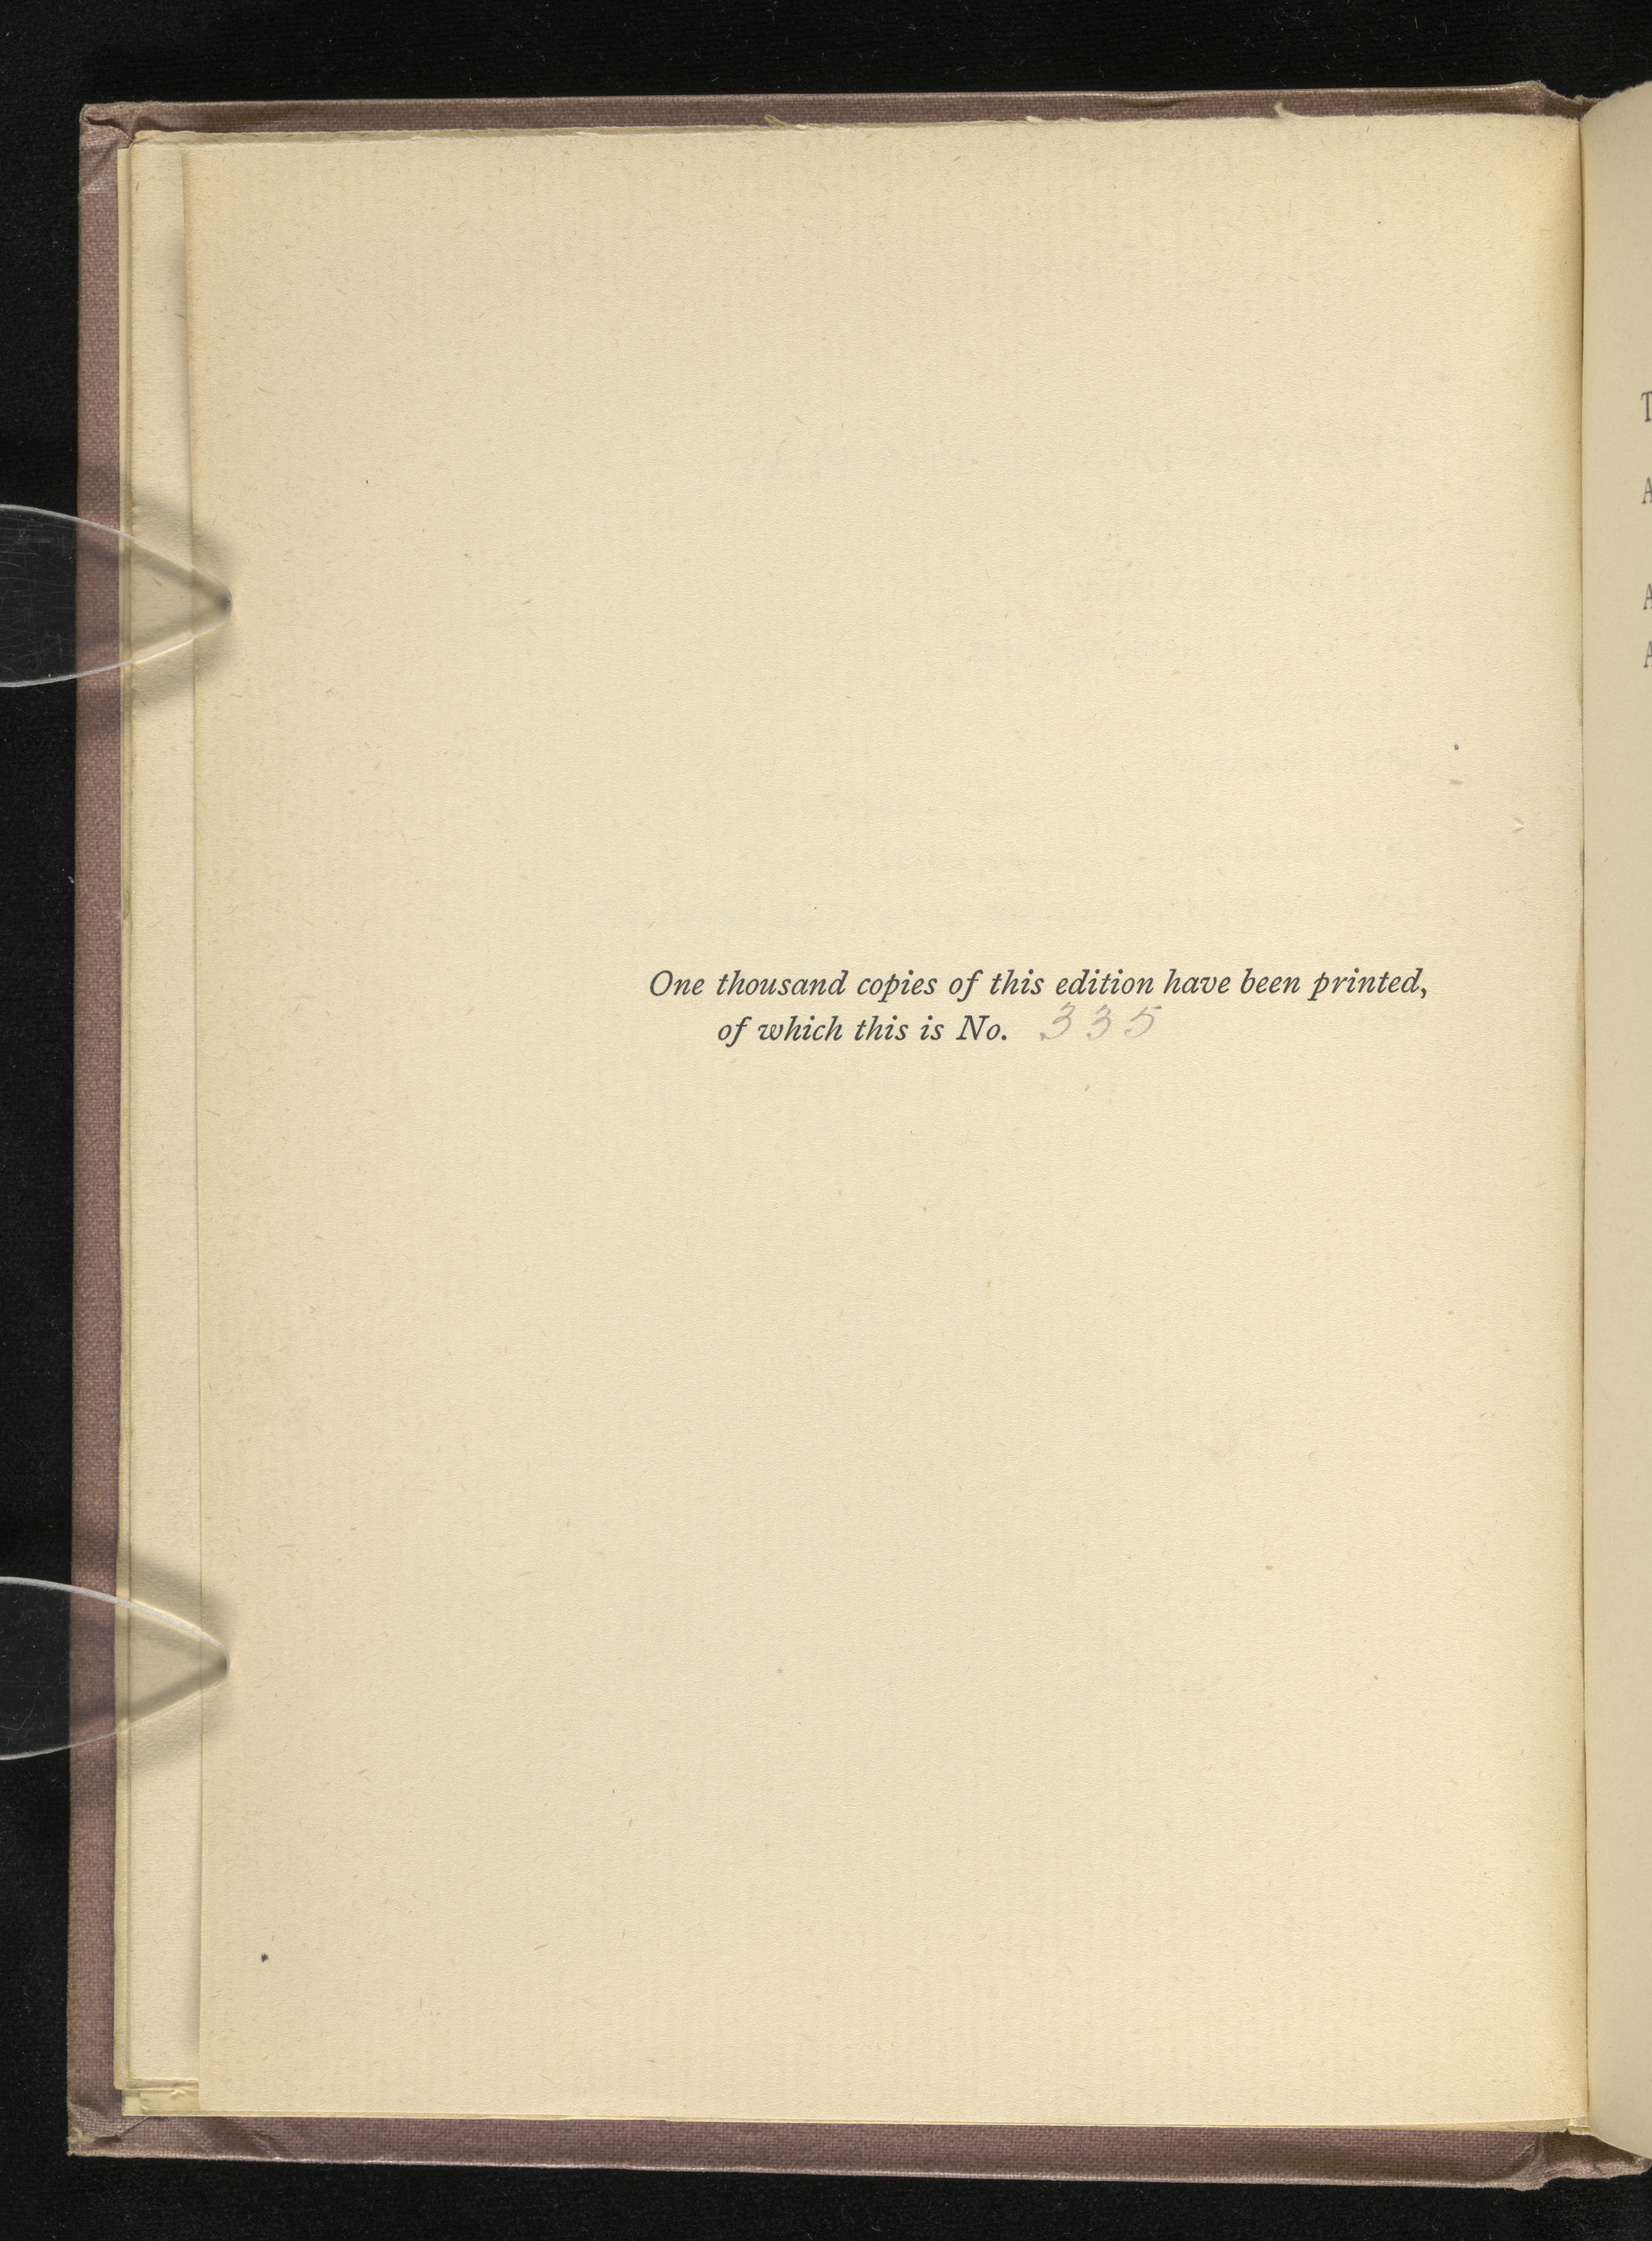 One thousand copies of this edition have been printed,
of which this is No. 335
T
A
A
A